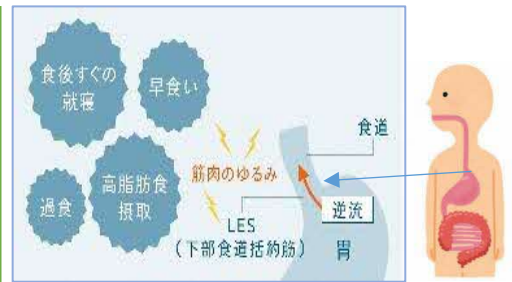 食後すぐの
就寝
早食い
過食
高脂肪食
摂取
筋肉のゆるみ
食道
逆流
LES
(下部食道括約筋)
胃